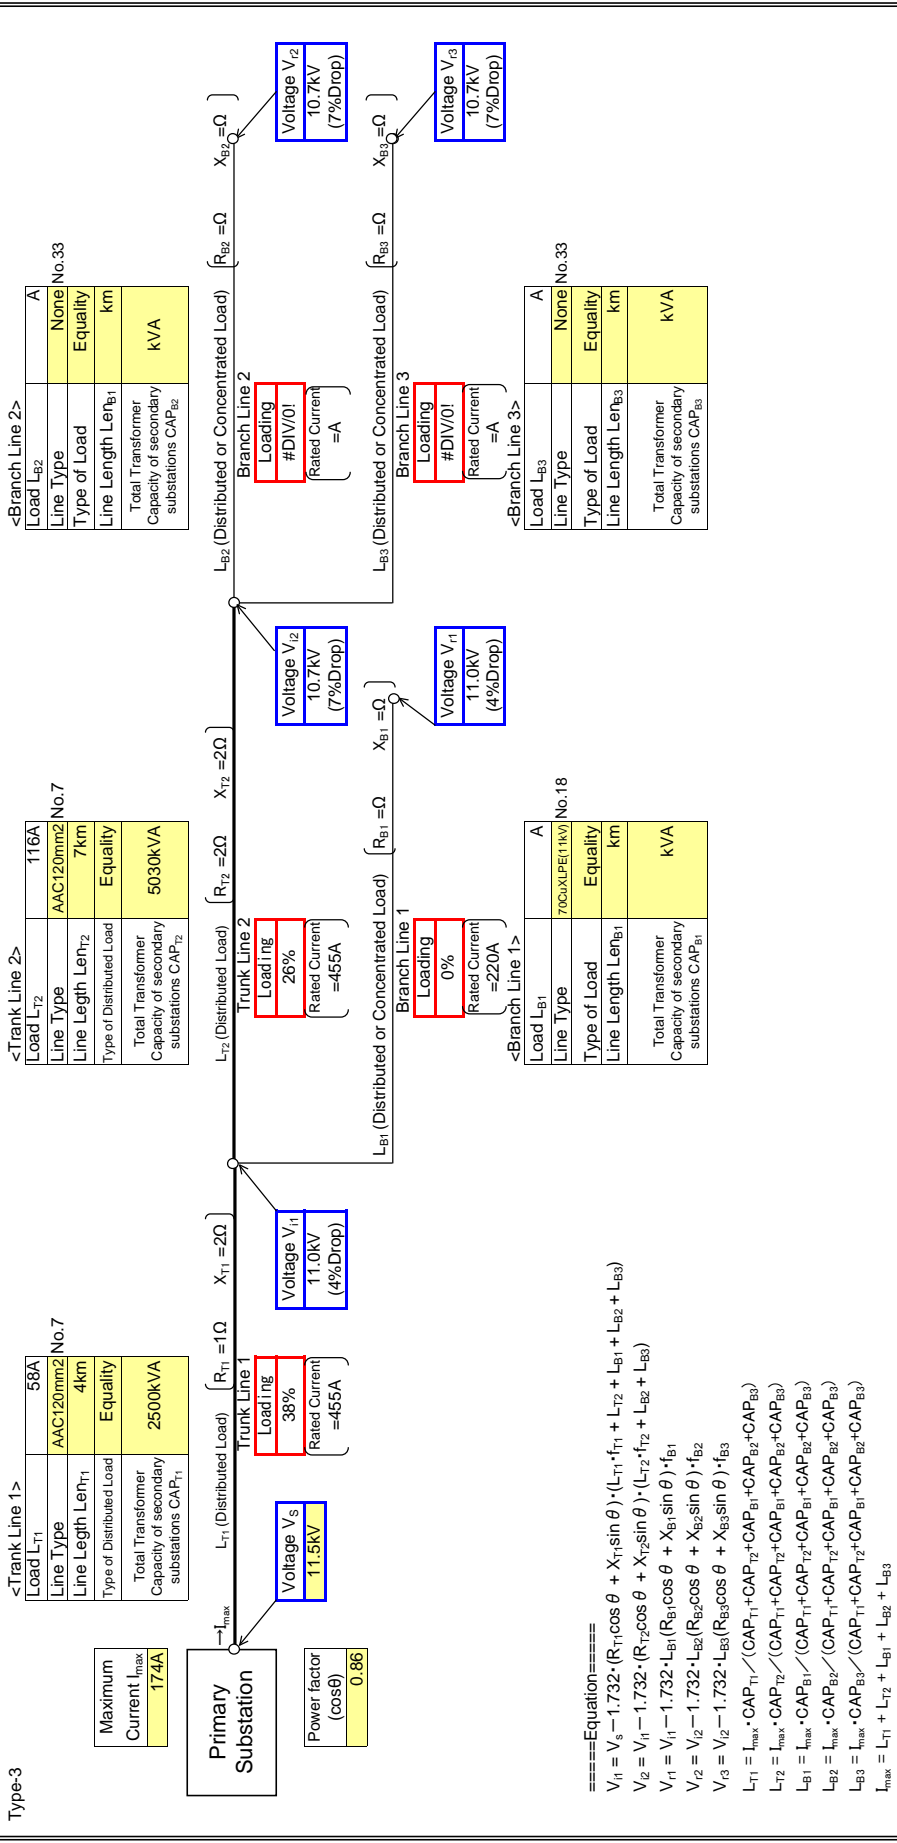 Type-3
Maximum
Current Imax
174A
Primary
Substation
Power factor
(cosθ)
0.86
→Imax
Voltage VS
11.5kV
<Trank Line 1>
Load LT1 58A
Line Type AAC120mm2 No.7
Line Legth LenT1 4km
Type of Distributed Load Equality
Total Transformer
Capacity of secondary
substations CAPT1
2500kVA
LT1 (Distributed Load) (RT1 =1Ω XT1 =2Ω)
Trunk Line 1
Loading
38%
Rated Current
=455A
Voltage Vi1
11.0kV
(4%Drop)
<Trank Line 2>
Load LT2 116A
Line Type AAC120mm2 No.7
Line Legth LenT2 7km
Type of Distributed Load Equality
Total Transformer
Capacity of secondary
substations CAPT2
5030kVA
LT2 (Distributed Load) (RT2 =2Ω XT2 =2Ω)
Trunk Line 2
Loading
26%
Rated Current
=455A
Voltage Vi2
10.7kV
(7%Drop)
LB1 (Distributed or Concentrated Load) (RB1 =Ω XB1 =Ω)
Branch Line 1
Loading
0%
Rated Current
=220A
Voltage Vr1
11.0kV
(4%Drop)
<Branch Line 1>
Load LB1 A
Line Type 70CuXLPE(11kV) No.18
Type of Load Equality
Line Length LenB1 km
Total Transformer
Capacity of secondary
substations CAPB1
kVA
<Branch Line 2>
Load LB2 A
Line Type None No.33
Type of Load Equality
Line Length LenB1 km
Total Transformer
Capacity of secondary
substations CAPB2
kVA
LB2 (Distributed or Concentrated Load) (RB2 =Ω XB2 =Ω)
Branch Line 2
Loading
#DIV/0!
Rated Current
=A
Voltage Vr2
10.7kV
(7%Drop)
LB3 (Distributed or Concentrated Load) (RB3 =Ω XB3 =Ω)
Branch Line 3
Loading
#DIV/0!
Rated Current
=A
Voltage Vr3
10.7kV
(7%Drop)
<Branch Line 3>
Load LB3 A
Line Type None No.33
Type of Load Equality
Line Length LenB3 km
Total Transformer
Capacity of secondary
substations CAPB3
kVA
=====Equation=====
Vi1 = Vs－1.732･(RT1cos θ + XT1sin θ)･(LT1･fT1 + LT2 + LB1 + LB2 + LB3)
Vi2 = Vi1－1.732･(RT2cos θ + XT2sin θ)･(LT2･fT2 + LB2 + LB3)
Vr1 = Vi1－1.732･LB1(RB1cos θ + XB1sin θ)･fB1
Vr2 = Vi2－1.732･LB2(RB2cos θ + XB2sin θ)･fB2
Vr3 = Vi2－1.732･LB3(RB3cos θ + XB3sin θ)･fB3
LT1 = Imax･CAPT1／(CAPT1+CAPT2+CAPB1+CAPB2+CAPB3)
LT2 = Imax･CAPT2／(CAPT1+CAPT2+CAPB1+CAPB2+CAPB3)
LB1 = Imax･CAPB1／(CAPT1+CAPT2+CAPB1+CAPB2+CAPB3)
LB2 = Imax･CAPB2／(CAPT1+CAPT2+CAPB1+CAPB2+CAPB3)
LB3 = Imax･CAPB3／(CAPT1+CAPT2+CAPB1+CAPB2+CAPB3)
Imax = LT1 + LT2 + LB1 + LB2 + LB3